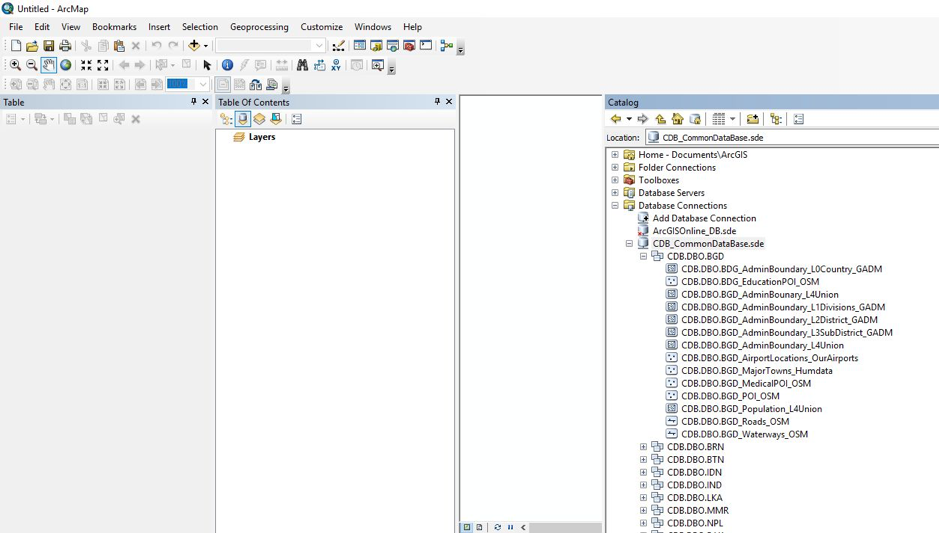 Untitled - ArcMap
File Edit View Bookmarks Insert Selection Geoprocessing Customize Windows Help
Table
Table Of Contents
Layers
Catalog
Location: CDB_CommonDataBase.sde
Home - Documents\ArcGIS
Folder Connections
Toolboxes
Database Servers
Database Connections
Add Database Connection
ArcGISOnline_DB.sde
CDB_CommonDataBase.sde
CDB.DBO.BGD
CDB.DBO.BDG_AdminBoundary_L0Country_GADM
CDB.DBO.BDG_EducationPOI_OSM
CDB.DBO.BGD_AdminBounary_L4Union
CDB.DBO.BGD_AdminBoundary_L1Divisions_GADM
CDB.DBO.BGD_AdminBoundary_L2District_GADM
CDB.DBO.BGD_AdminBoundary_L3SubDistrict_GADM
CDB.DBO.BGD_AdminBoundary_L4Union
CDB.DBO.BGD_AirportLocations_OurAirports
CDB.DBO.BGD_MajorTowns_Humdata
CDB.DBO.BGD_MedicalPOI_OSM
CDB.DBO.BGD_POI_OSM
CDB.DBO.BGD_Population_L4Union
CDB.DBO.BGD_Roads_OSM
CDB.DBO.BGD_Waterways_OSM
CDB.DBO.BRN
CDB.DBO.BTN
CDB.DBO.IDN
CDB.DBO.IND
CDB.DBO.LKA
CDB.DBO.MMR
CDB.DBO.NPL